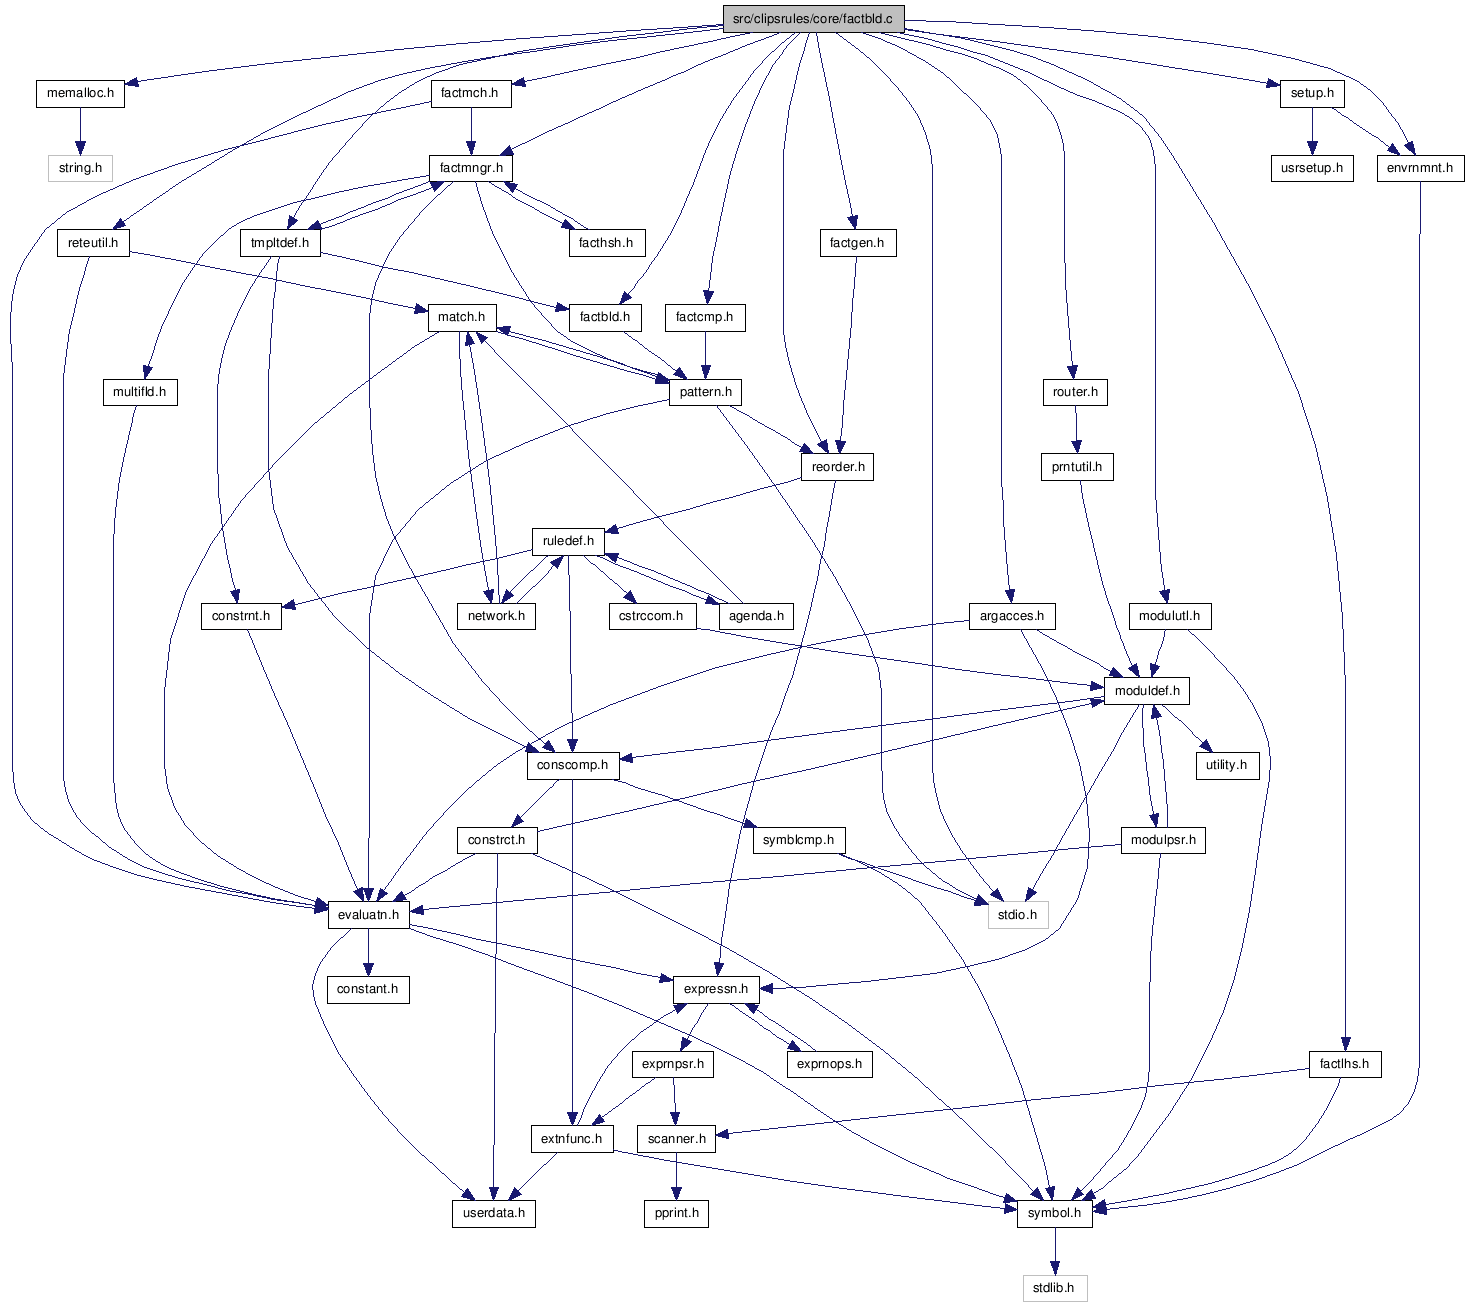 src/clipsrules/core/factbld.c
memalloc.h
factmch.h
setup.h
string.h
factmngr.h
usrsetup.h
envrnmnt.h
reteutil.h
tmpltdef.h
facthsh.h
factgen.h
match.h
factbld.h
factcmp.h
multifld.h
pattern.h
router.h
reorder.h
prntutil.h
ruledef.h
constrnt.h
network.h
cstrccom.h
agenda.h
argacces.h
modulutl.h
moduldef.h
conscomp.h
utility.h
constrct.h
symblcmp.h
modulpsr.h
evaluatn.h
stdio.h
constant.h
expressn.h
exprnpsr.h
exprnops.h
factlhs.h
extnfunc.h
scanner.h
userdata.h
pprint.h
symbol.h
stdlib.h